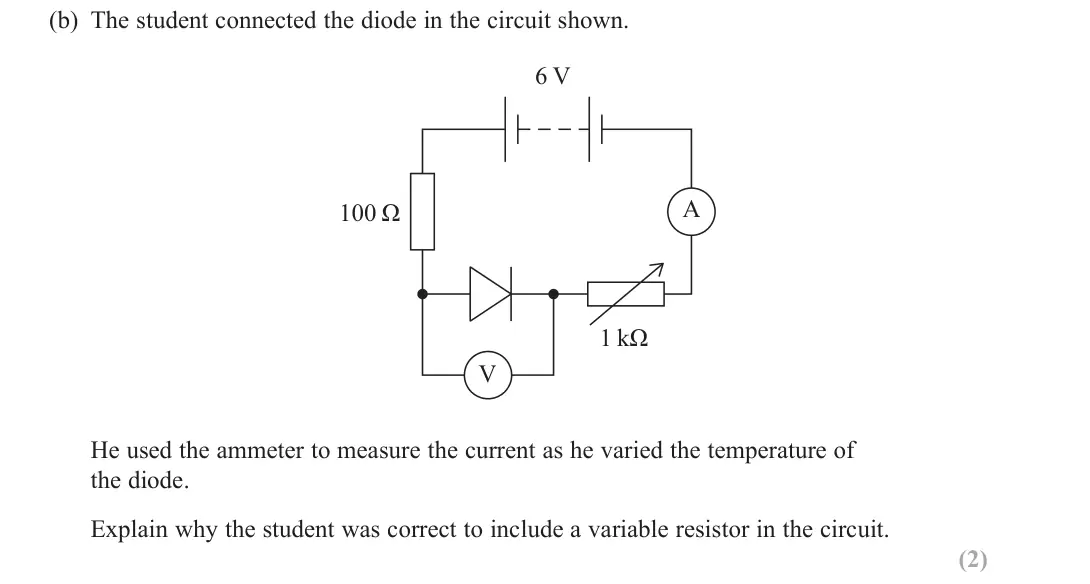 (b) The student connected the diode in the circuit shown.
6 V
100 Ω
A
1 kΩ
V
He used the ammeter to measure the current as he varied the temperature of
the diode.
Explain why the student was correct to include a variable resistor in the circuit.
(2)